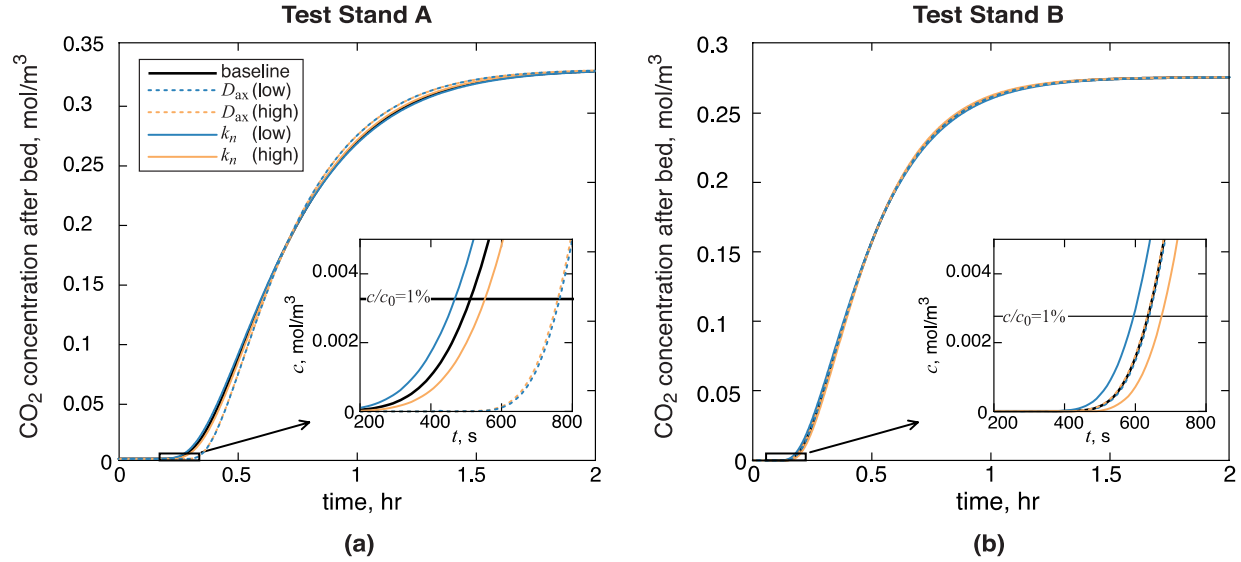 Test Stand A
CO2 concentration after bed, mol/m3
0.35
0.3
0.25
0.2
0.15
0.1
0.05
0
baseline
Dax (low)
Dax (high)
kn (low)
kn (high)
c, mol/m3
0.004
0.002
0
c/c0=1%
200 400 600 800
t, s
0 0.5 1 1.5 2
time, hr
(a)
Test Stand B
CO2 concentration after bed, mol/m3
0.3
0.25
0.2
0.15
0.1
0.05
0
c, mol/m3
0.004
0.002
0
c/c0=1%
200 400 600 800
t, s
0 0.5 1 1.5 2
time, hr
(b)